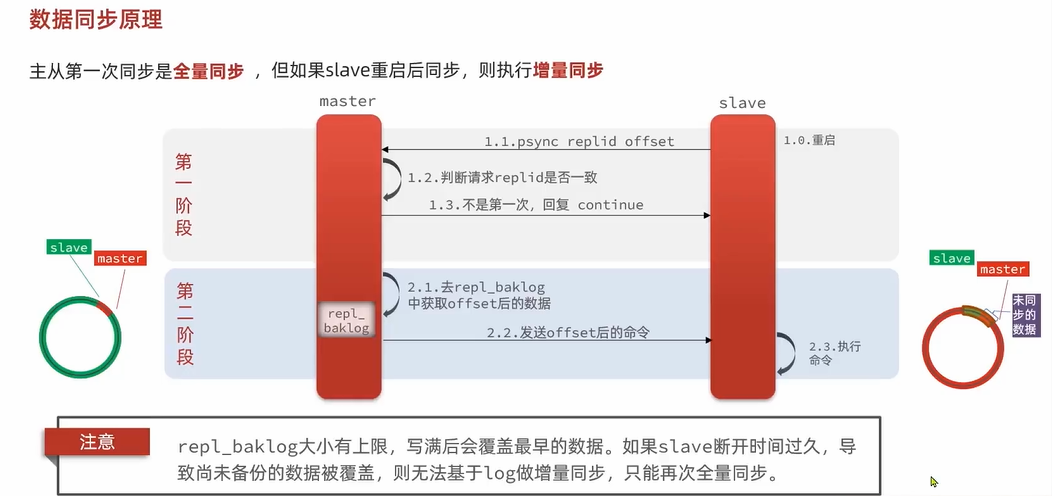 数据同步原理
主从第一次同步是全量同步，但如果slave重启后同步，则执行增量同步
master
slave
第一阶段
1.0.重启
1.1.psync replid offset
1.2.判断请求replid是否一致
1.3.不是第一次，回复 continue
第二阶段
repl_
baklog
2.1.去repl_baklog
中获取offset后的数据
2.2.发送offset后的命令
2.3.执行
命令
slave
master
slave
master
未同
步的
数据
注意
repl_baklog大小有上限，写满后会覆盖最早的数据。如果slave断开时间过久，导
致尚未备份的数据被覆盖，则无法基于log做增量同步，只能再次全量同步。